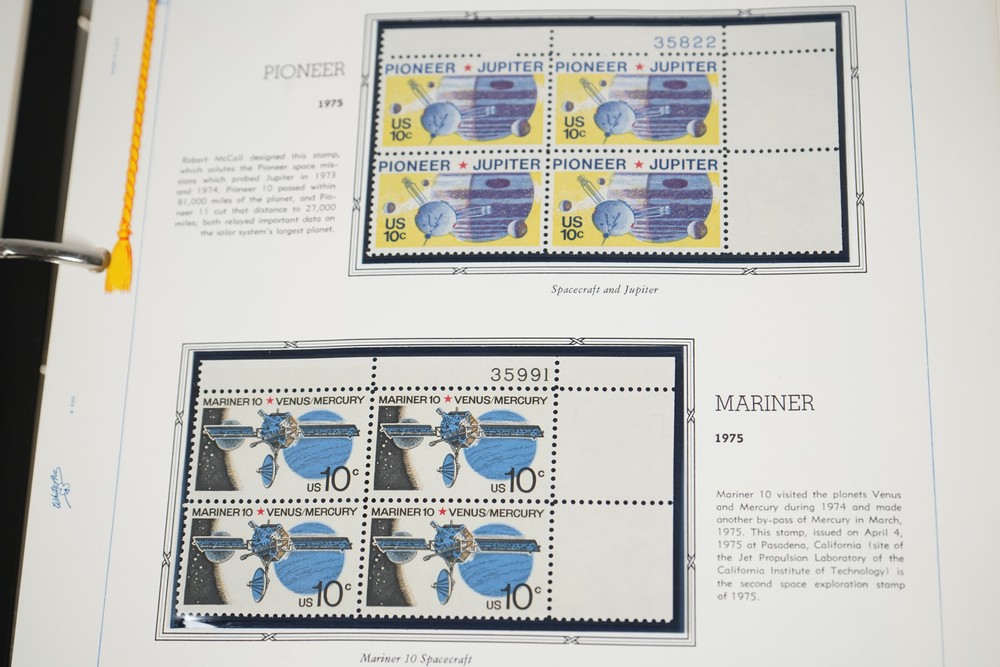 PIONEER
1975
Robert McCall designed this stamp,
which salutes the Pioneer space mis-
sions which probed Jupiter in 1973
and 1974. Pioneer 10 passed within
81,000 miles of the planet, and Pio-
neer 11 cut that distance to 27,000
miles; both relayed important data on
the solar system's largest planet.
35822
PIONEER ★ JUPITER
US
10c
PIONEER ★ JUPITER
US
10c
PIONEER ★ JUPITER
US
10c
PIONEER ★ JUPITER
US
10c
Spacecraft and Jupiter
35991
MARINER 10 ★ VENUS/MERCURY
US 10c
MARINER 10 ★ VENUS/MERCURY
US 10c
MARINER 10 ★ VENUS/MERCURY
US 10c
MARINER 10 ★ VENUS/MERCURY
US 10c
Mariner 10 Spacecraft
MARINER
1975
Mariner 10 visited the planets Venus
and Mercury during 1974 and made
another by-pass of Mercury in March,
1975. This stamp, issued on April 4,
1975 at Pasadena, California (site of
the Jet Propulsion Laboratory of the
California Institute of Technology) is
the second space exploration stamp
of 1975.